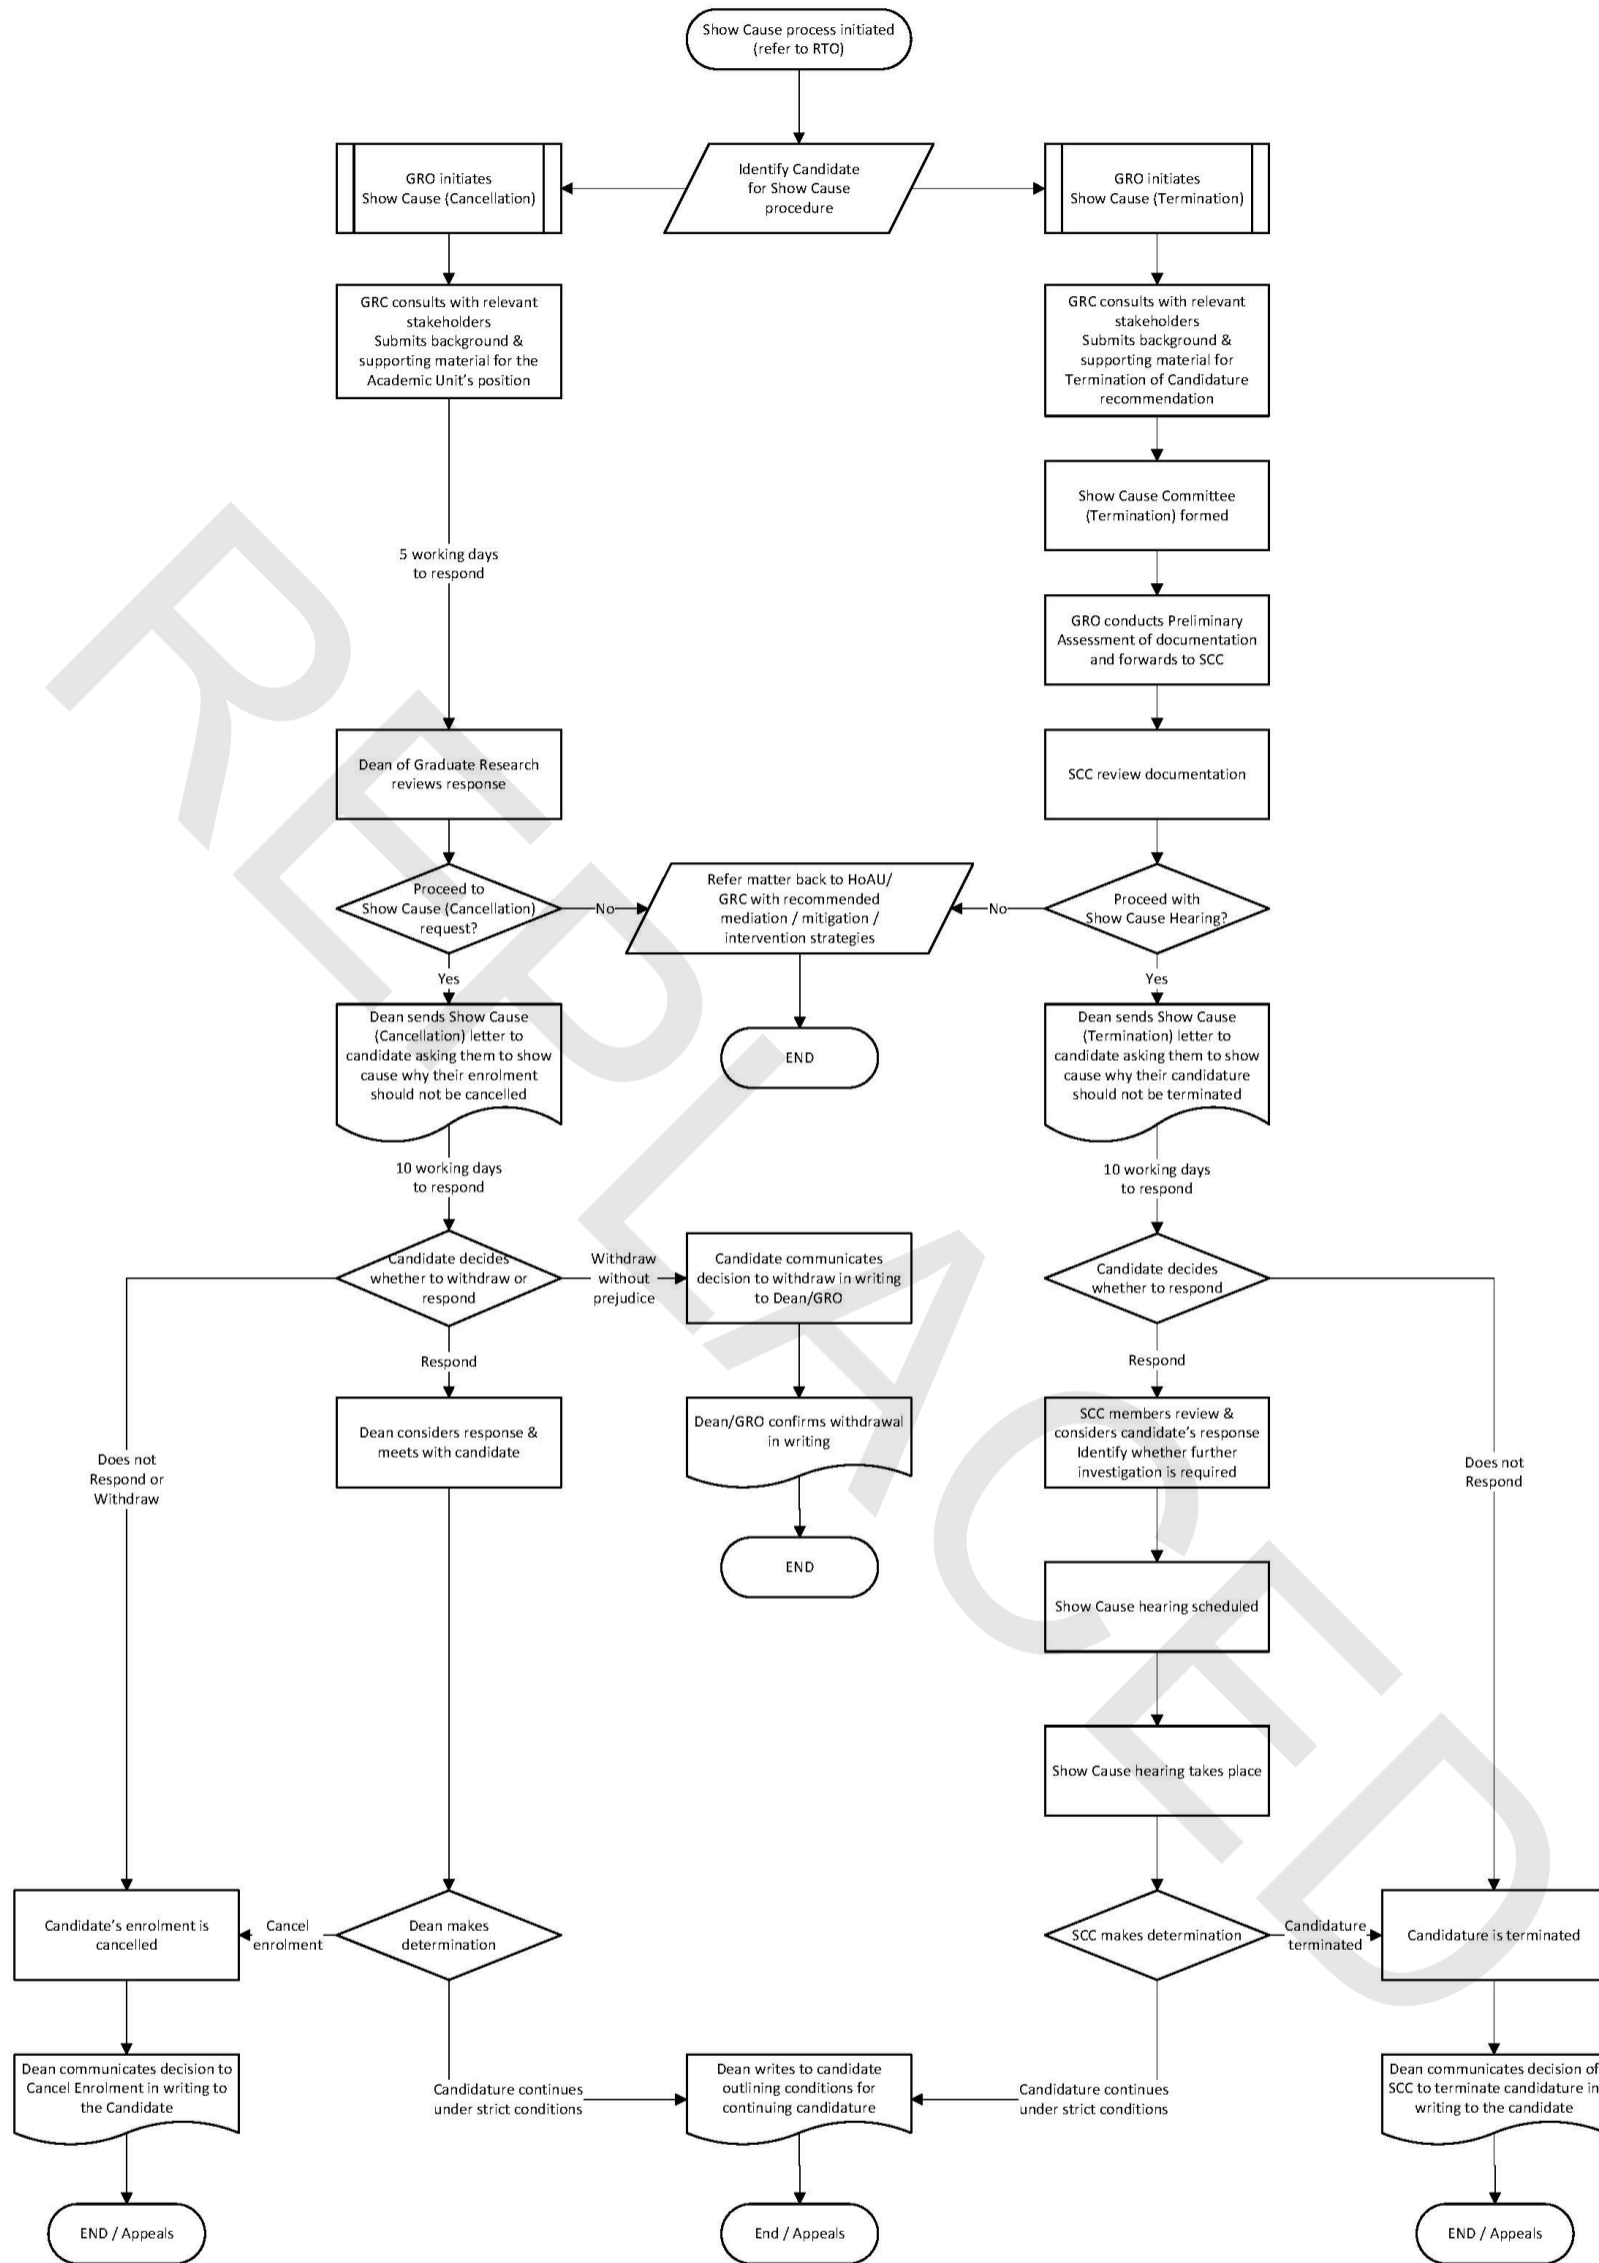 Show Cause process initiated
(refer to RTO)
GRO initiates
Show Cause (Cancellation)
Identify Candidate
for Show Cause
procedure
GRO initiates
Show Cause (Termination)
GRC consults with relevant
stakeholders
Submits background &
supporting material for the
Academic Unit's position
GRC consults with relevant
stakeholders
Submits background &
supporting material for
Termination of Candidature
recommendation
Show Cause Committee
(Termination) formed
5 working days
to respond
GRO conducts Preliminary
Assessment of documentation
and forwards to SCC
Dean of Graduate Research
reviews response
SCC review documentation
Proceed to
Show Cause (Cancellation)
request?
No
Refer matter back to HoAU/
GRC with recommended
mediation / mitigation /
intervention strategies
No
Proceed with
Show Cause Hearing?
Yes
Yes
Dean sends Show Cause
(Cancellation) letter to
candidate asking them to show
cause why their enrolment
should not be cancelled
END
Dean sends Show Cause
(Termination) letter to
candidate asking them to show
cause why their candidature
should not be terminated
10 working days
to respond
10 working days
to respond
Candidate decides
whether to withdraw or
respond
Withdraw
without
prejudice
Candidate communicates
decision to withdraw in writing
to Dean/GRO
Candidate decides
whether to respond
Respond
Respond
Dean considers response &
meets with candidate
Dean/GRO confirms withdrawal
in writing
SCC members review &
considers candidate's response
Identify whether further
investigation is required
Does not
Respond or
Withdraw
Does not
Respond
END
Show Cause hearing scheduled
Show Cause hearing takes place
Candidate's enrolment is
cancelled
Cancel
enrolment
Dean makes
determination
SCC makes determination
Candidature
terminated
Candidature is terminated
Dean communicates decision to
Cancel Enrolment in writing to
the Candidate
Candidature continues
under strict conditions
Dean writes to candidate
outlining conditions for
continuing candidature
Candidature continues
under strict conditions
Dean communicates decision of
SCC to terminate candidature in
writing to the candidate
END / Appeals
End / Appeals
END / Appeals
REPLACED